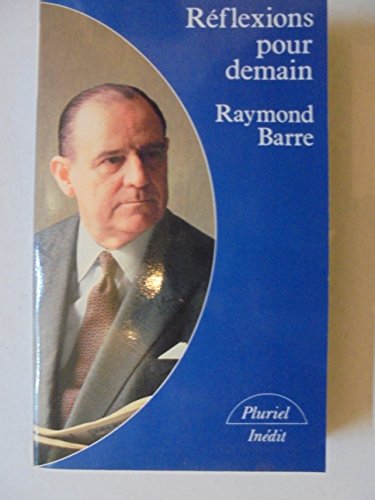 Réflexions
pour
demain
Raymond
Barre
Pluriel
Inédit